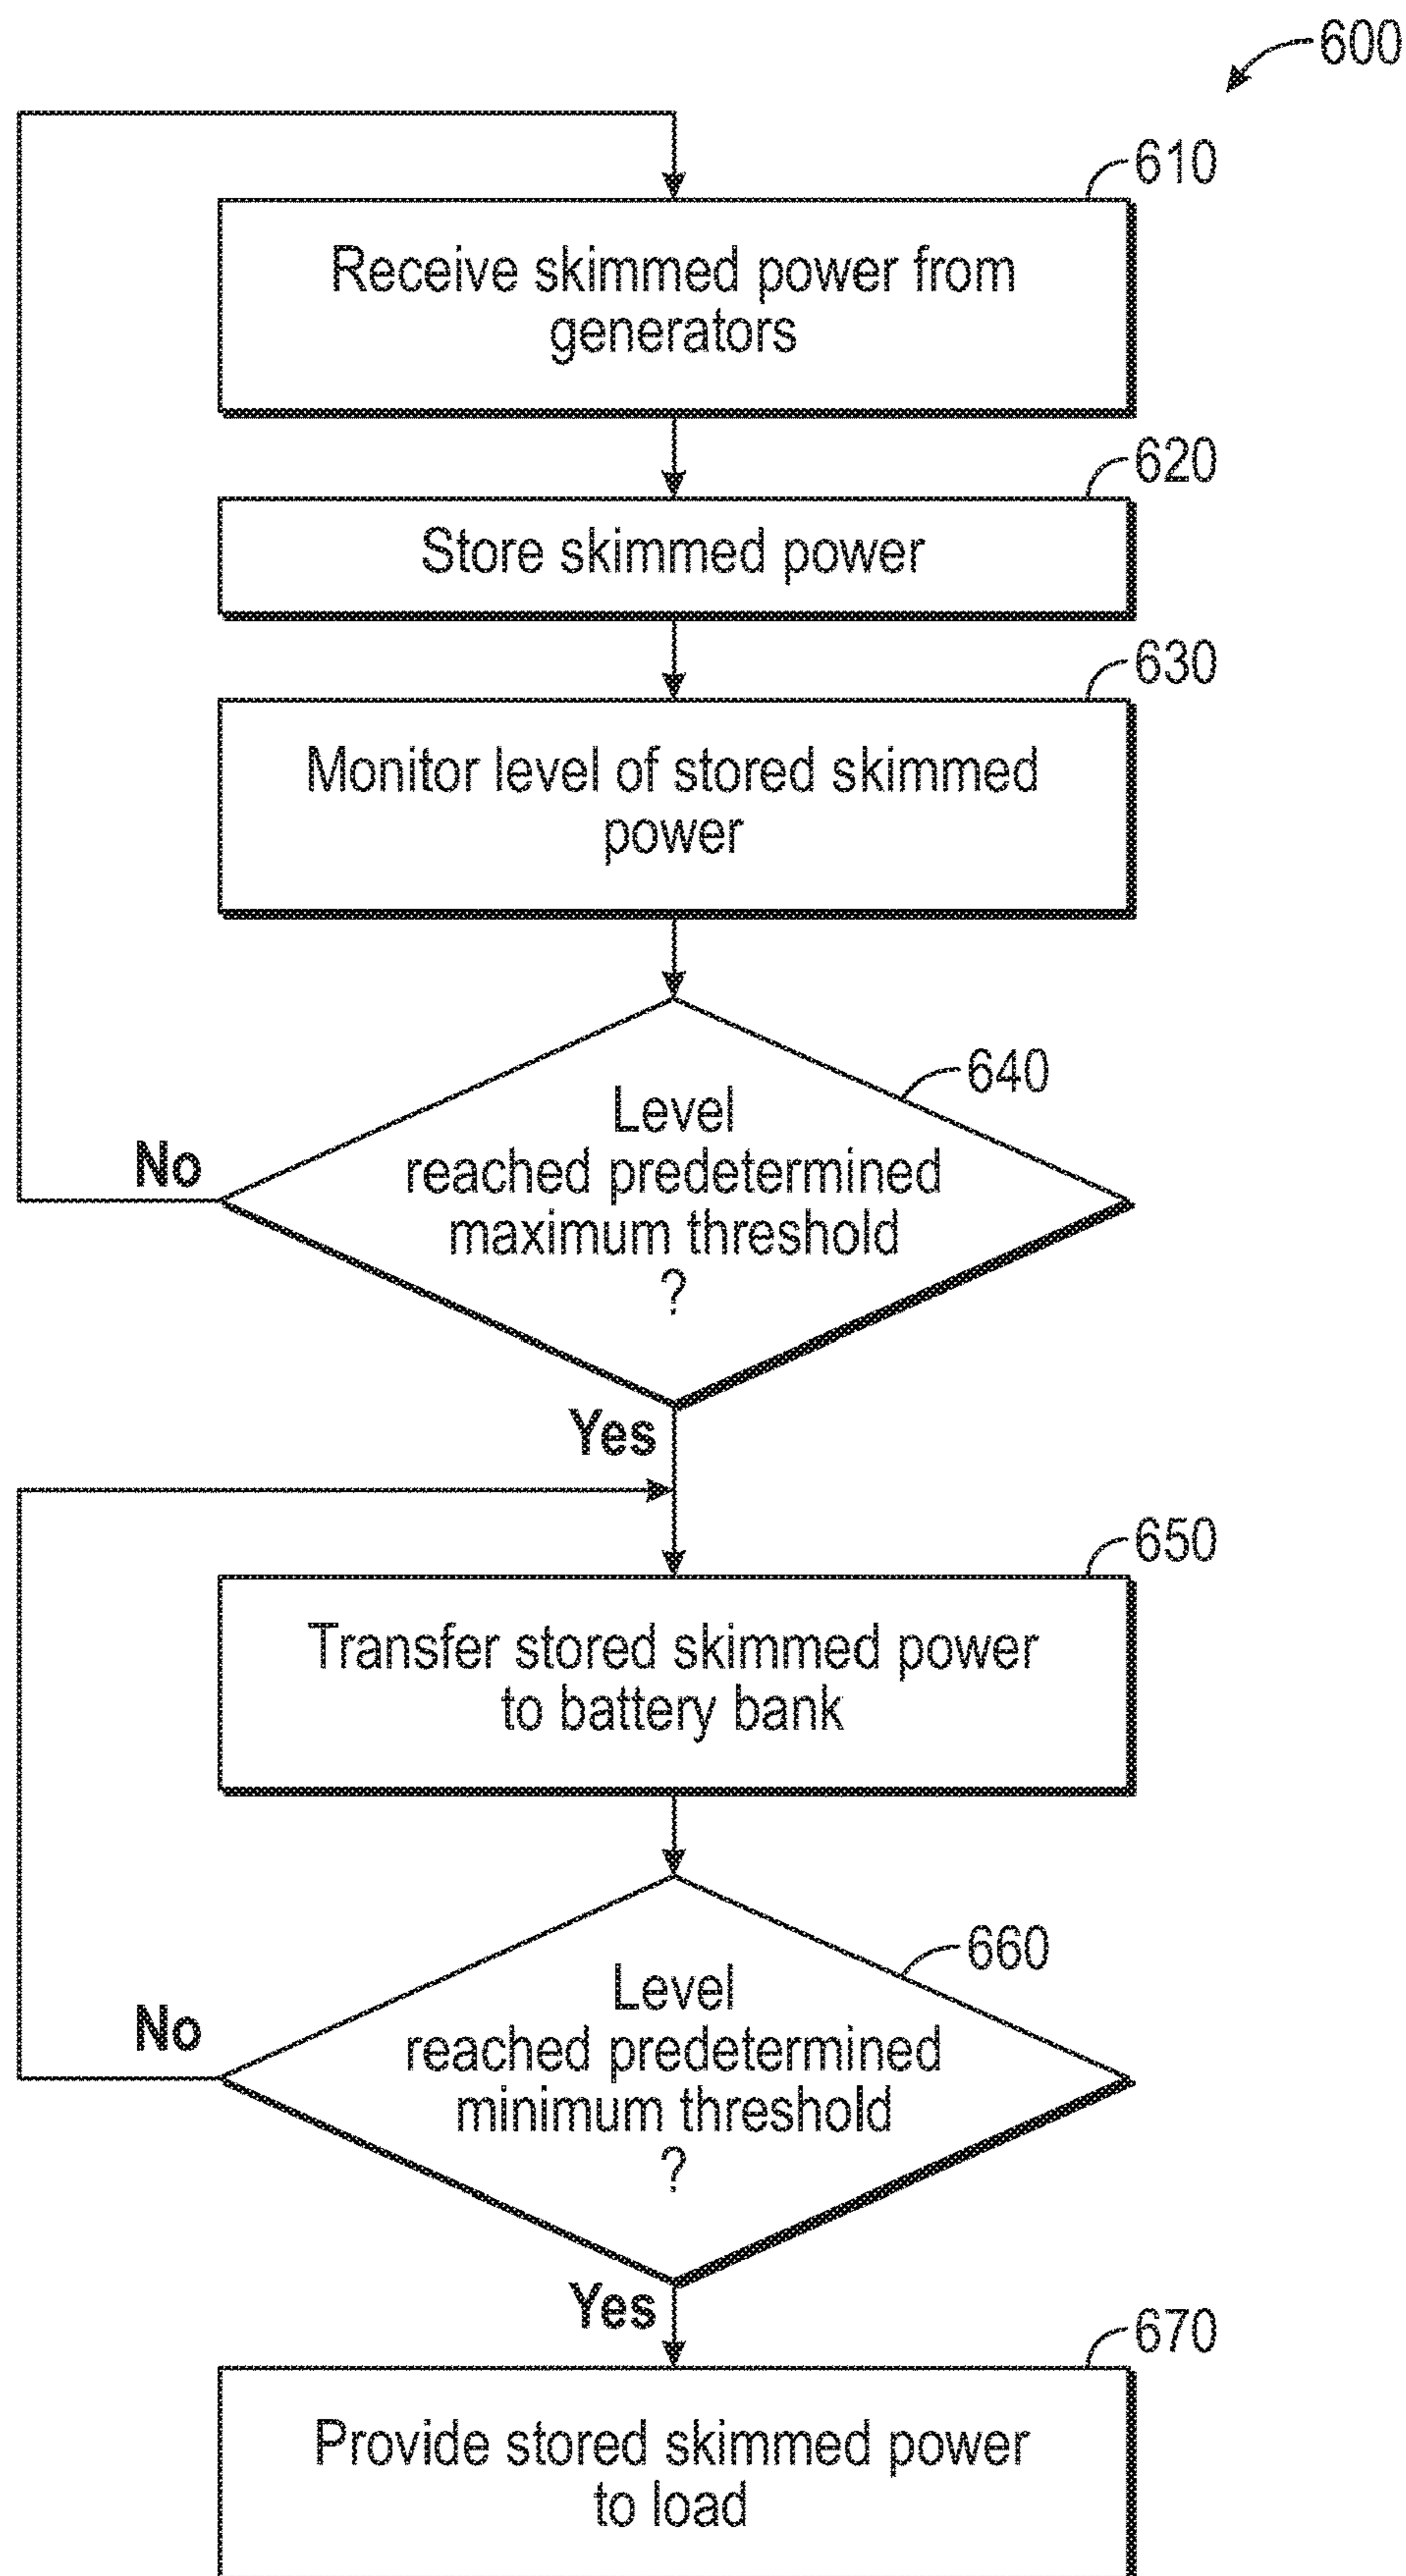 600
610
Receive skimmed power from
generators
620
Store skimmed power
630
Monitor level of stored skimmed
power
640
Level
reached predetermined
maximum threshold
?
No
Yes
650
Transfer stored skimmed power
to battery bank
660
Level
reached predetermined
minimum threshold
?
No
Yes
670
Provide stored skimmed power
to load